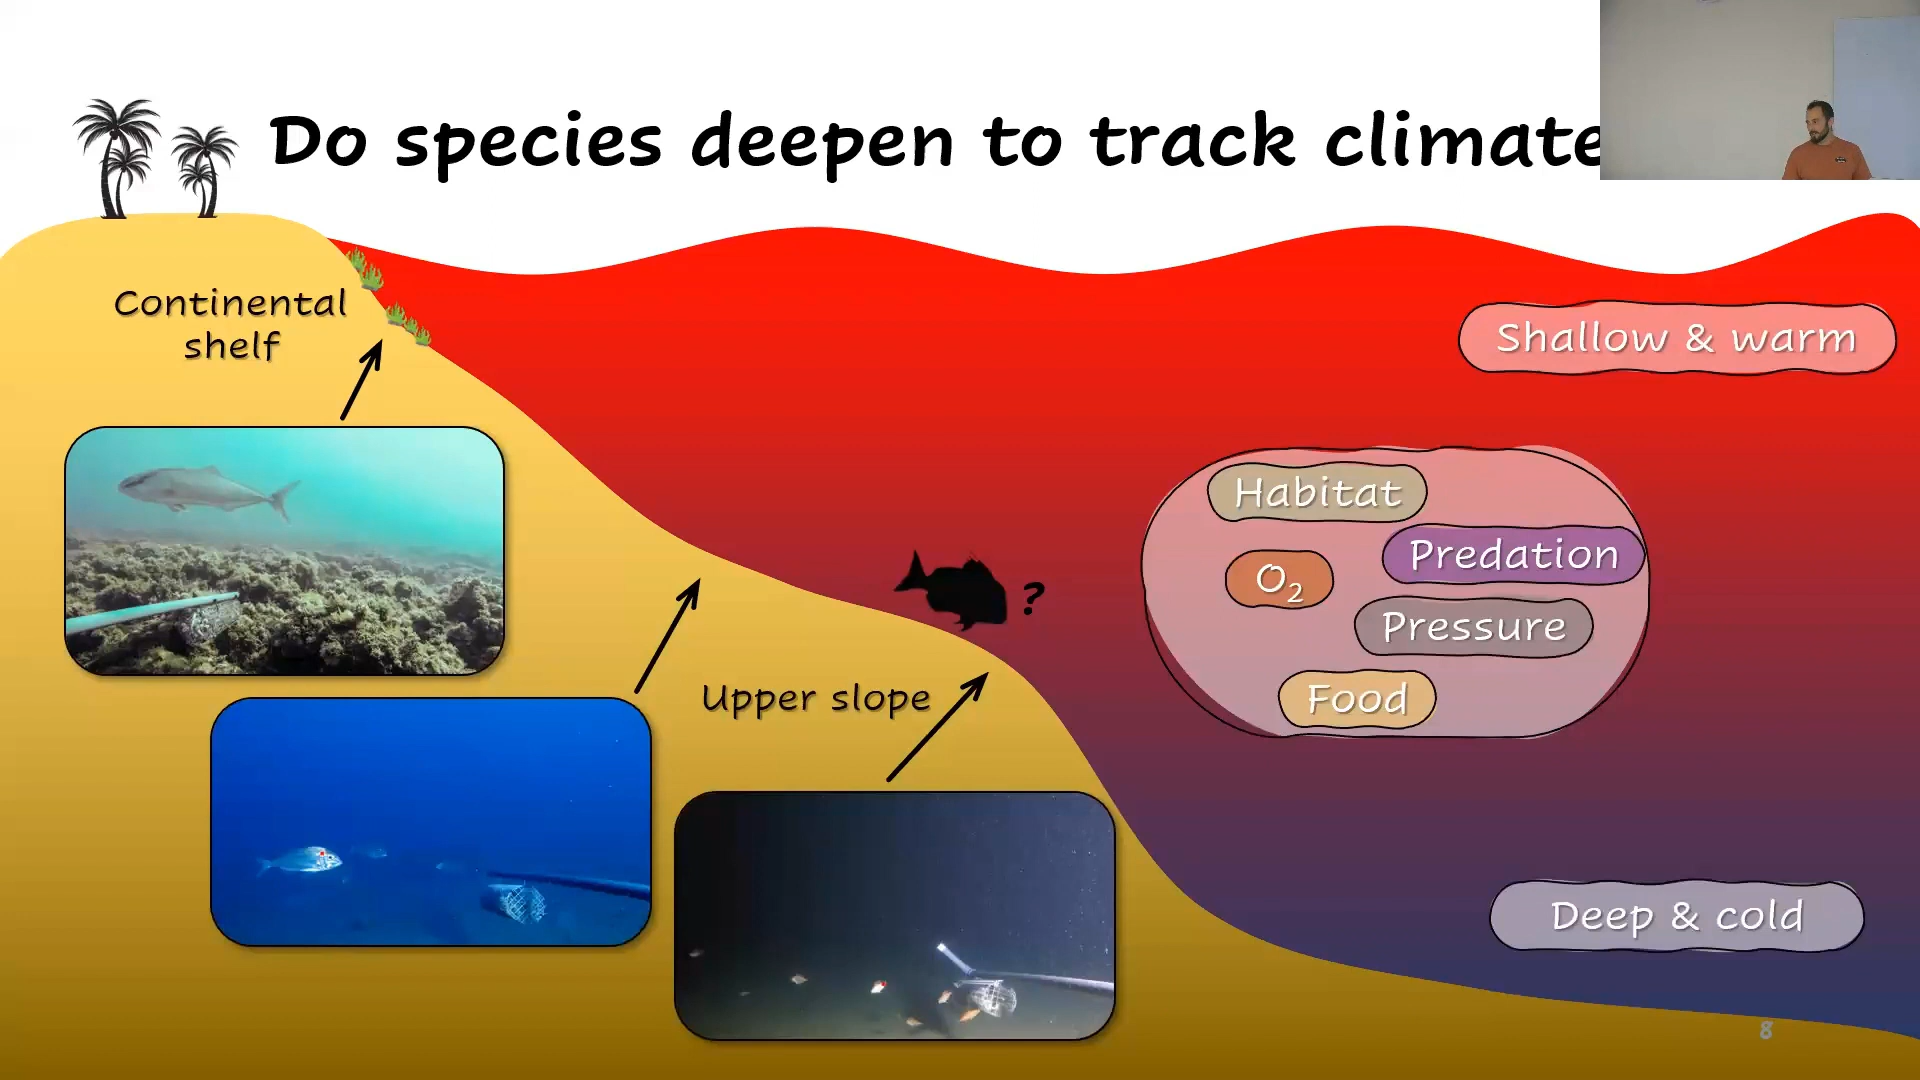 Do species deepen to track climate
Continental
shelf
Shallow & warm
Habitat
Predation
O₂
?
Pressure
Food
Upper slope
Deep & cold
8